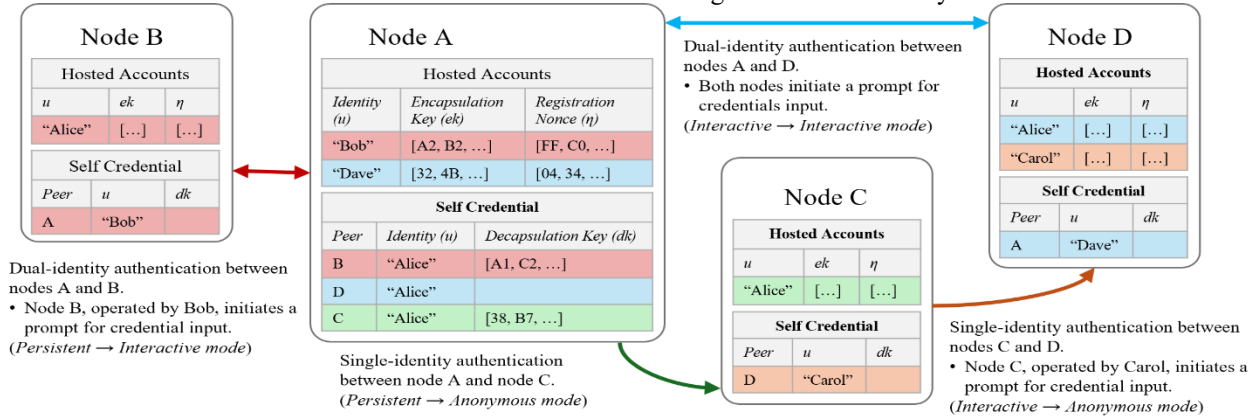 Node B
Hosted Accounts
u ek η
“Alice” […] […]
Self Credential
Peer u dk
A “Bob”
Dual-identity authentication between
nodes A and B.
• Node B, operated by Bob, initiates a
prompt for credential input.
(Persistent → Interactive mode)
Node A
Hosted Accounts
Identity (u) Encapsulation Key (ek) Registration Nonce (η)
“Bob” [A2, B2, …] [FF, C0, …]
“Dave” [32, 4B, …] [04, 34, …]
Self Credential
Peer Identity (u) Decapsulation Key (dk)
B “Alice” [A1, C2, …]
D “Alice”
C “Alice” [38, B7, …]
Single-identity authentication
between node A and node C.
(Persistent → Anonymous mode)
Dual-identity authentication between
nodes A and D.
• Both nodes initiate a prompt for
credentials input.
(Interactive → Interactive mode)
Node C
Hosted Accounts
u ek η
“Alice” […] […]
Self Credential
Peer u dk
D “Carol”
Node D
Hosted Accounts
u ek η
“Alice” […] […]
“Carol” […] […]
Self Credential
Peer u dk
A “Dave”
Single-identity authentication between
nodes C and D.
• Node C, operated by Carol, initiates a
prompt for credential input.
(Interactive → Anonymous mode)